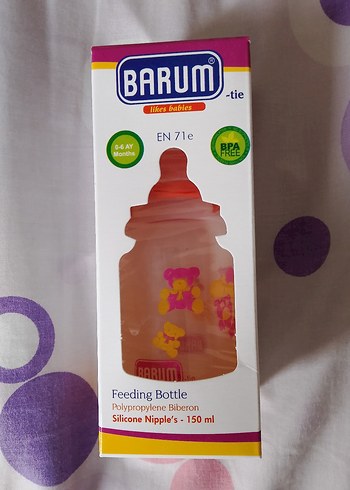 BARUM®
-tie
likes babies
EN 71e
0-6 AY
Months
BPA
FREE
BARUM
Feeding Bottle
Polypropylene Biberon
Silicone Nipple's - 150 ml